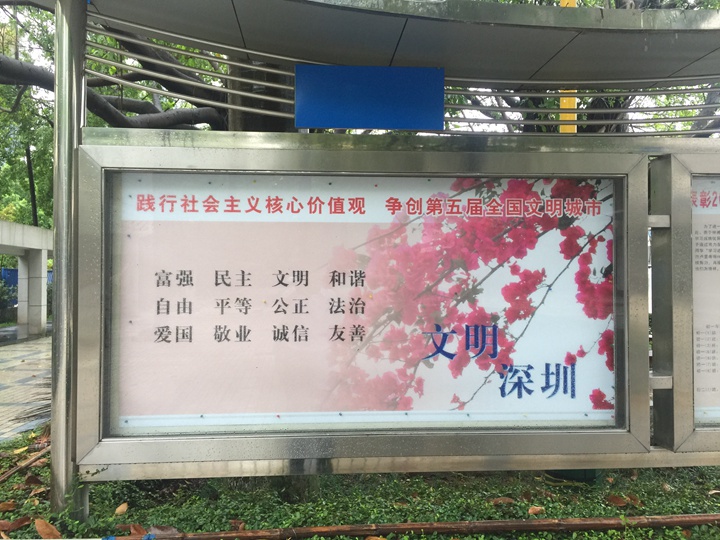 践行社会主义核心价值观 争创第五届全国文明城市
富强 民主 文明 和谐
自由 平等 公正 法治
爱国 敬业 诚信 友善
文明
深圳
彰2